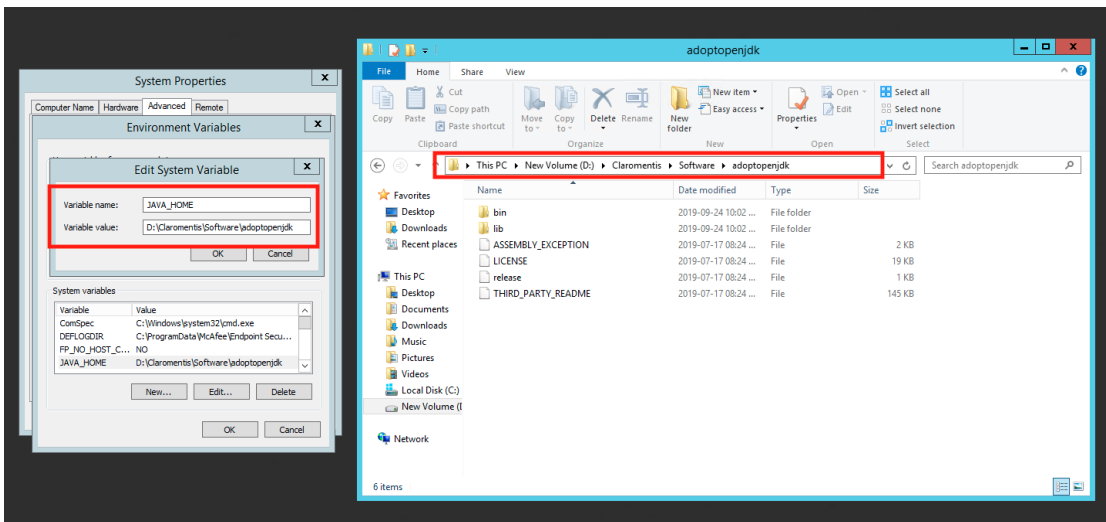 System Properties
x
Computer Name Hardware Advanced Remote
Environment Variables
x
Edit System Variable
x
Variable name: JAVA_HOME
Variable value: D:\Claromentis\Software\adoptopenjdk
OK Cancel
System variables
Variable Value
ComSpec C:\Windows\system32\cmd.exe
DEFLOGDIR C:\ProgramData\McAfee\Endpoint Secu...
FP_NO_HOST_C... NO
JAVA_HOME D:\Claromentis\Software\adoptopenjdk
New... Edit... Delete
OK Cancel
adoptopenjdk
x
File Home Share View
Copy
Paste
Cut
Copy path
Paste shortcut
Clipboard
Move to
Copy to
Delete
Rename
Organize
New folder
New item
Easy access
New
Properties
Open
Edit
Open
Select all
Select none
Invert selection
Select
This PC New Volume (D:) Claromentis Software adoptopenjdk
Search adoptopenjdk
Favorites
Desktop
Downloads
Recent places
This PC
Desktop
Documents
Downloads
Music
Pictures
Videos
Local Disk (C:)
New Volume (
Network
Name Date modified Type Size
bin 2019-09-24 10:02 ... File folder
lib 2019-09-24 10:02 ... File folder
ASSEMBLY_EXCEPTION 2019-07-17 08:24 ... File 2 KB
LICENSE 2019-07-17 08:24 ... File 19 KB
release 2019-07-17 08:24 ... File 1 KB
THIRD_PARTY_README 2019-07-17 08:24 ... File 145 KB
6 items